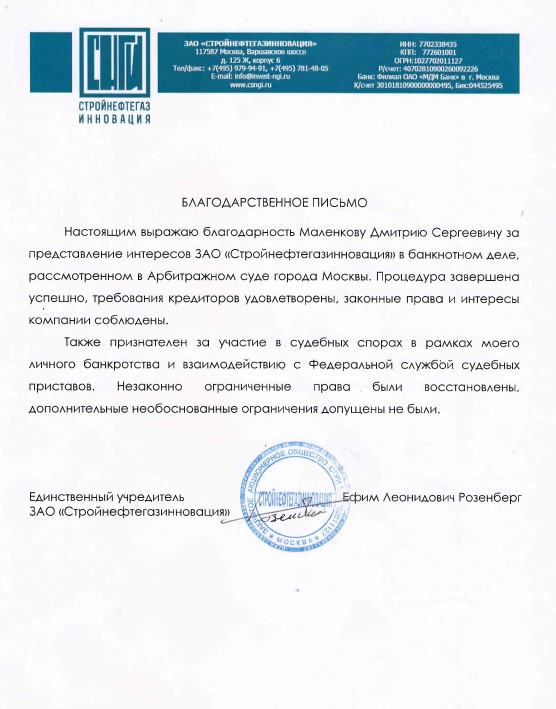 СНГИ
СТРОЙНЕФТЕГАЗ
ИННОВАЦИЯ
ЗАО «СТРОЙНЕФТЕГАЗИННОВАЦИЯ»
117587 Москва, Варшавское шоссе
д. 125 Ж, корпус 6
Тел/факс: +7(495) 979-94-91, +7(495) 781-48-05
E-mail: info@invest-ngi.ru
www.csngi.ru
ИНН: 7702338435
КПП: 772601001
ОГРН:1027702011127
Р/счет: 40702810900260092226
Банк: Филиал ОАО «МДМ Банк» в г. Москва
К/счет 30101810900000000495, Бик:044525495
БЛАГОДАРСТВЕННОЕ ПИСЬМО
Настоящим выражаю благодарность Маленкову Дмитрию Сергеевичу за
представление интересов ЗАО «Стройнефтегазинновация» в банкнотном деле,
рассмотренном в Арбитражном суде города Москвы. Процедура завершена
успешно, требования кредиторов удовлетворены, законные права и интересы
компании соблюдены.
Также признателен за участие в судебных спорах в рамках моего
личного банкротства и взаимодействию с Федеральной службой судебных
приставов. Незаконно ограниченные права были восстановлены,
дополнительные необоснованные ограничения допущены не были.
Единственный учредитель
ЗАО «Стройнефтегазинновация»
Ефим Леонидович Розенберг
ЗАКРЫТОЕ АКЦИОНЕРНОЕ ОБЩЕСТВО
СТРОЙНЕФТЕГАЗИННОВАЦИЯ
* МОСКВА *